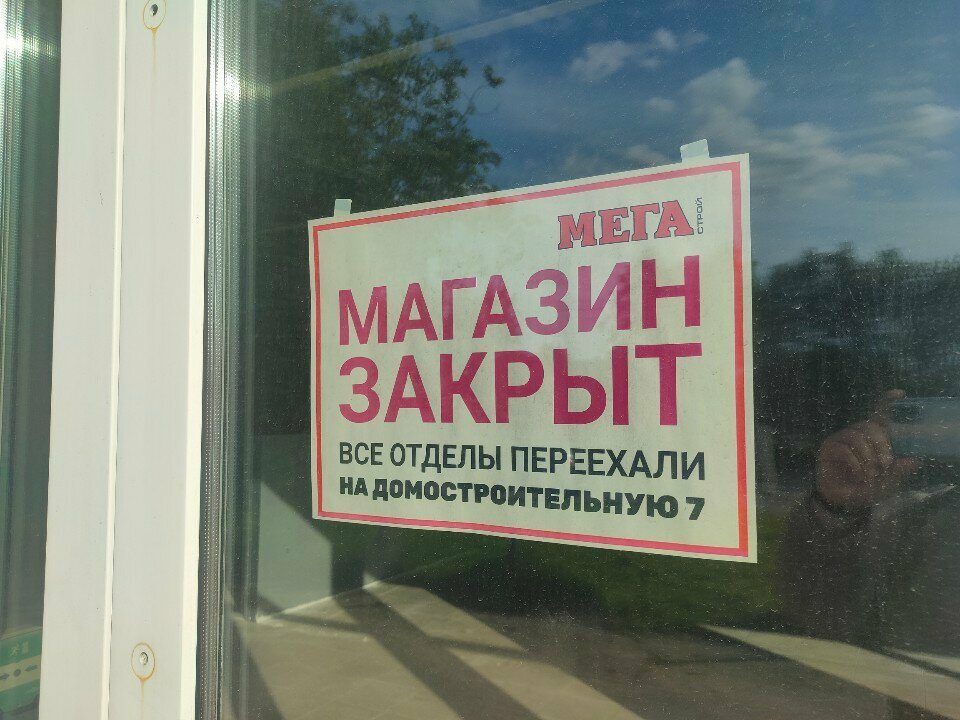 МЕГА
СТРОЙ
МАГАЗИН
ЗАКРЫТ
ВСЕ ОТДЕЛЫ ПЕРЕЕХАЛИ
НА ДОМОСТРОИТЕЛЬНУЮ 7